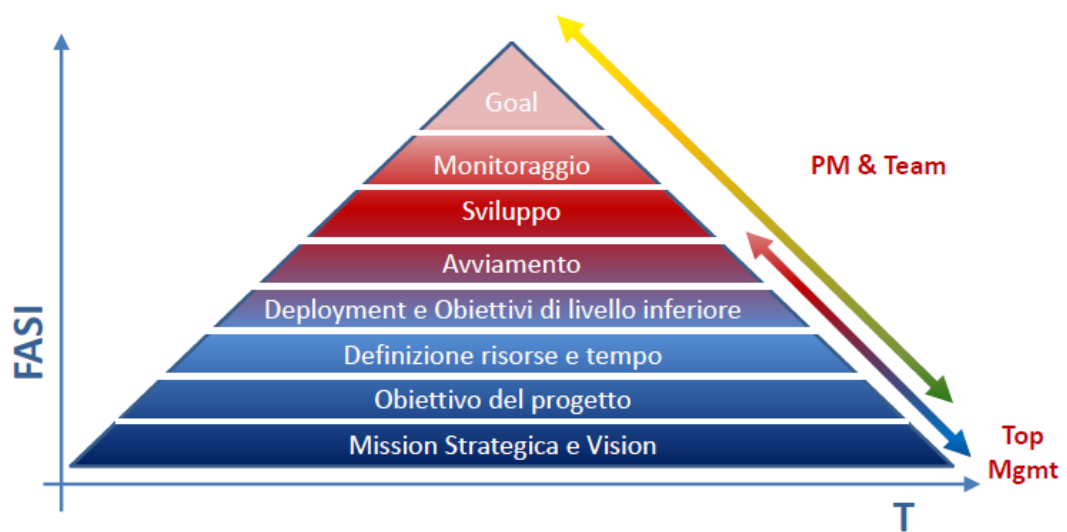 Goal
Monitoraggio
PM & Team
Sviluppo
Avviamento
Deployment e Obiettivi di livello inferiore
Definizione risorse e tempo
Obiettivo del progetto
Mission Strategica e Vision
Top
Mgmt
FASI
T